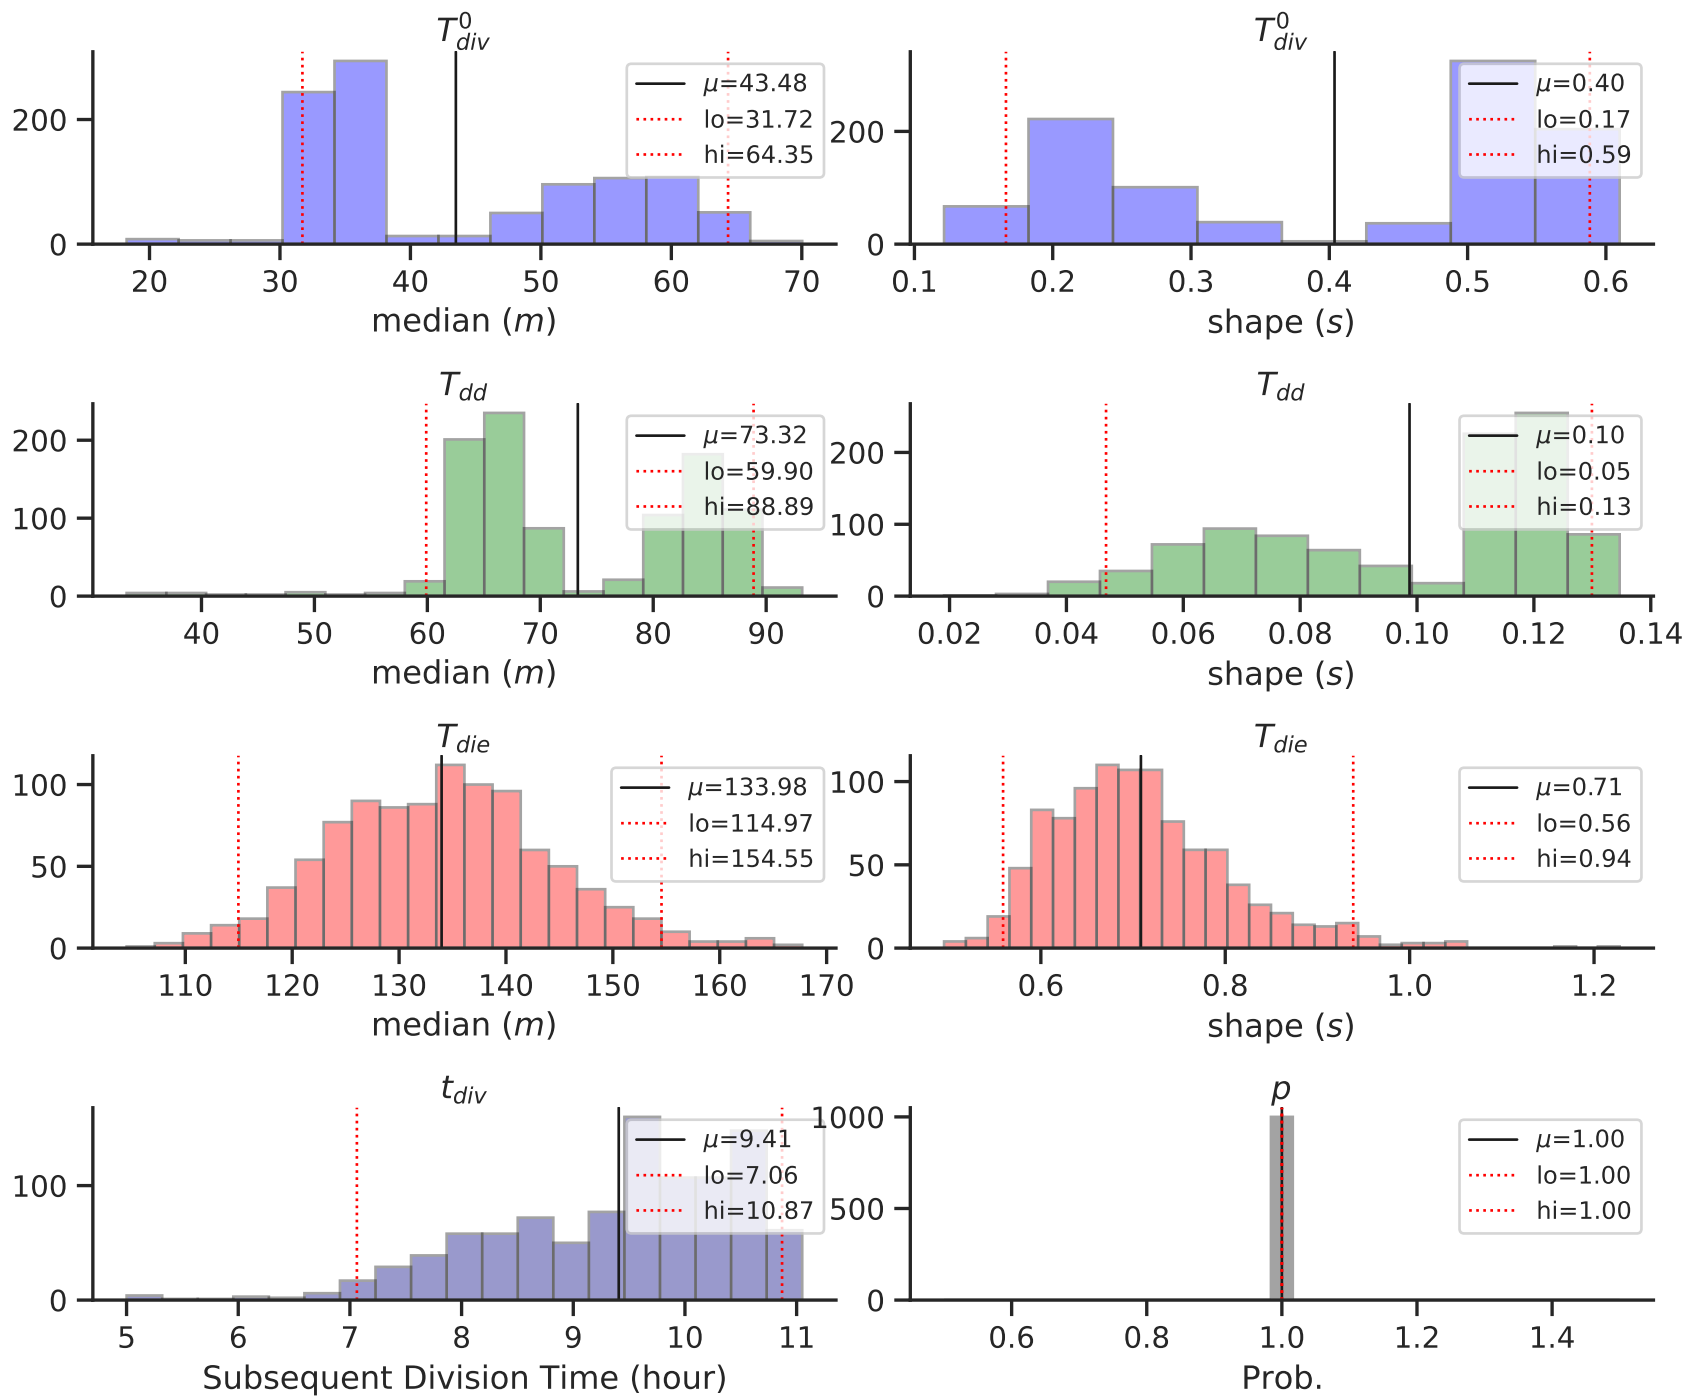 T⁰div
200
0
μ=43.48
lo=31.72
hi=64.35
20 30 40 50 60 70
median (m)
T⁰div
200
0
μ=0.40
lo=0.17
hi=0.59
0.1 0.2 0.3 0.4 0.5 0.6
shape (s)
Tdd
200
100
0
μ=73.32
lo=59.90
hi=88.89
40 50 60 70 80 90
median (m)
Tdd
200
100
0
μ=0.10
lo=0.05
hi=0.13
0.02 0.04 0.06 0.08 0.10 0.12 0.14
shape (s)
Tdie
100
50
0
μ=133.98
lo=114.97
hi=154.55
110 120 130 140 150 160 170
median (m)
Tdie
100
50
0
μ=0.71
lo=0.56
hi=0.94
0.6 0.8 1.0 1.2
shape (s)
tdiv
100
0
μ=9.41
lo=7.06
hi=10.87
5 6 7 8 9 10 11
Subsequent Division Time (hour)
p
1000
500
0
μ=1.00
lo=1.00
hi=1.00
0.6 0.8 1.0 1.2 1.4
Prob.